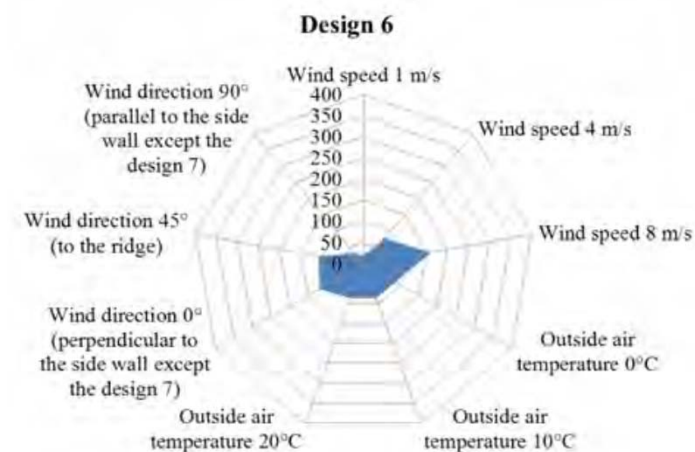 Design 6
Wind speed 1 m/s
Wind speed 4 m/s
Wind speed 8 m/s
Outside air
temperature 0°C
Outside air
temperature 10°C
Outside air
temperature 20°C
Wind direction 0°
(perpendicular to
the side wall except
the design 7)
Wind direction 45°
(to the ridge)
Wind direction 90°
(parallel to the side
wall except the
design 7)
400
350
300
250
200
150
100
50
0